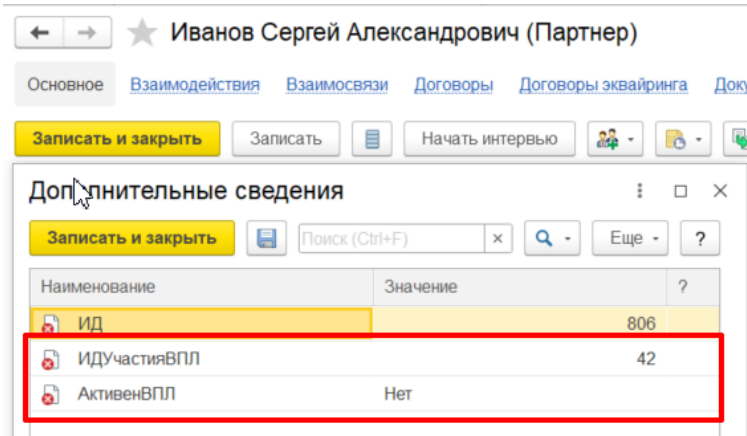 Иванов Сергей Александрович (Партнер)
Основное Взаимодействия Взаимосвязи Договоры Договоры эквайринга Доку
Записать и закрыть Записать Начать интервью
Дополнительные сведения
Записать и закрыть Поиск (Ctrl+F) × Еще ?
Наименование Значение ?
ИД 806
ИДУчастияВПЛ 42
АктивенВПЛ Нет